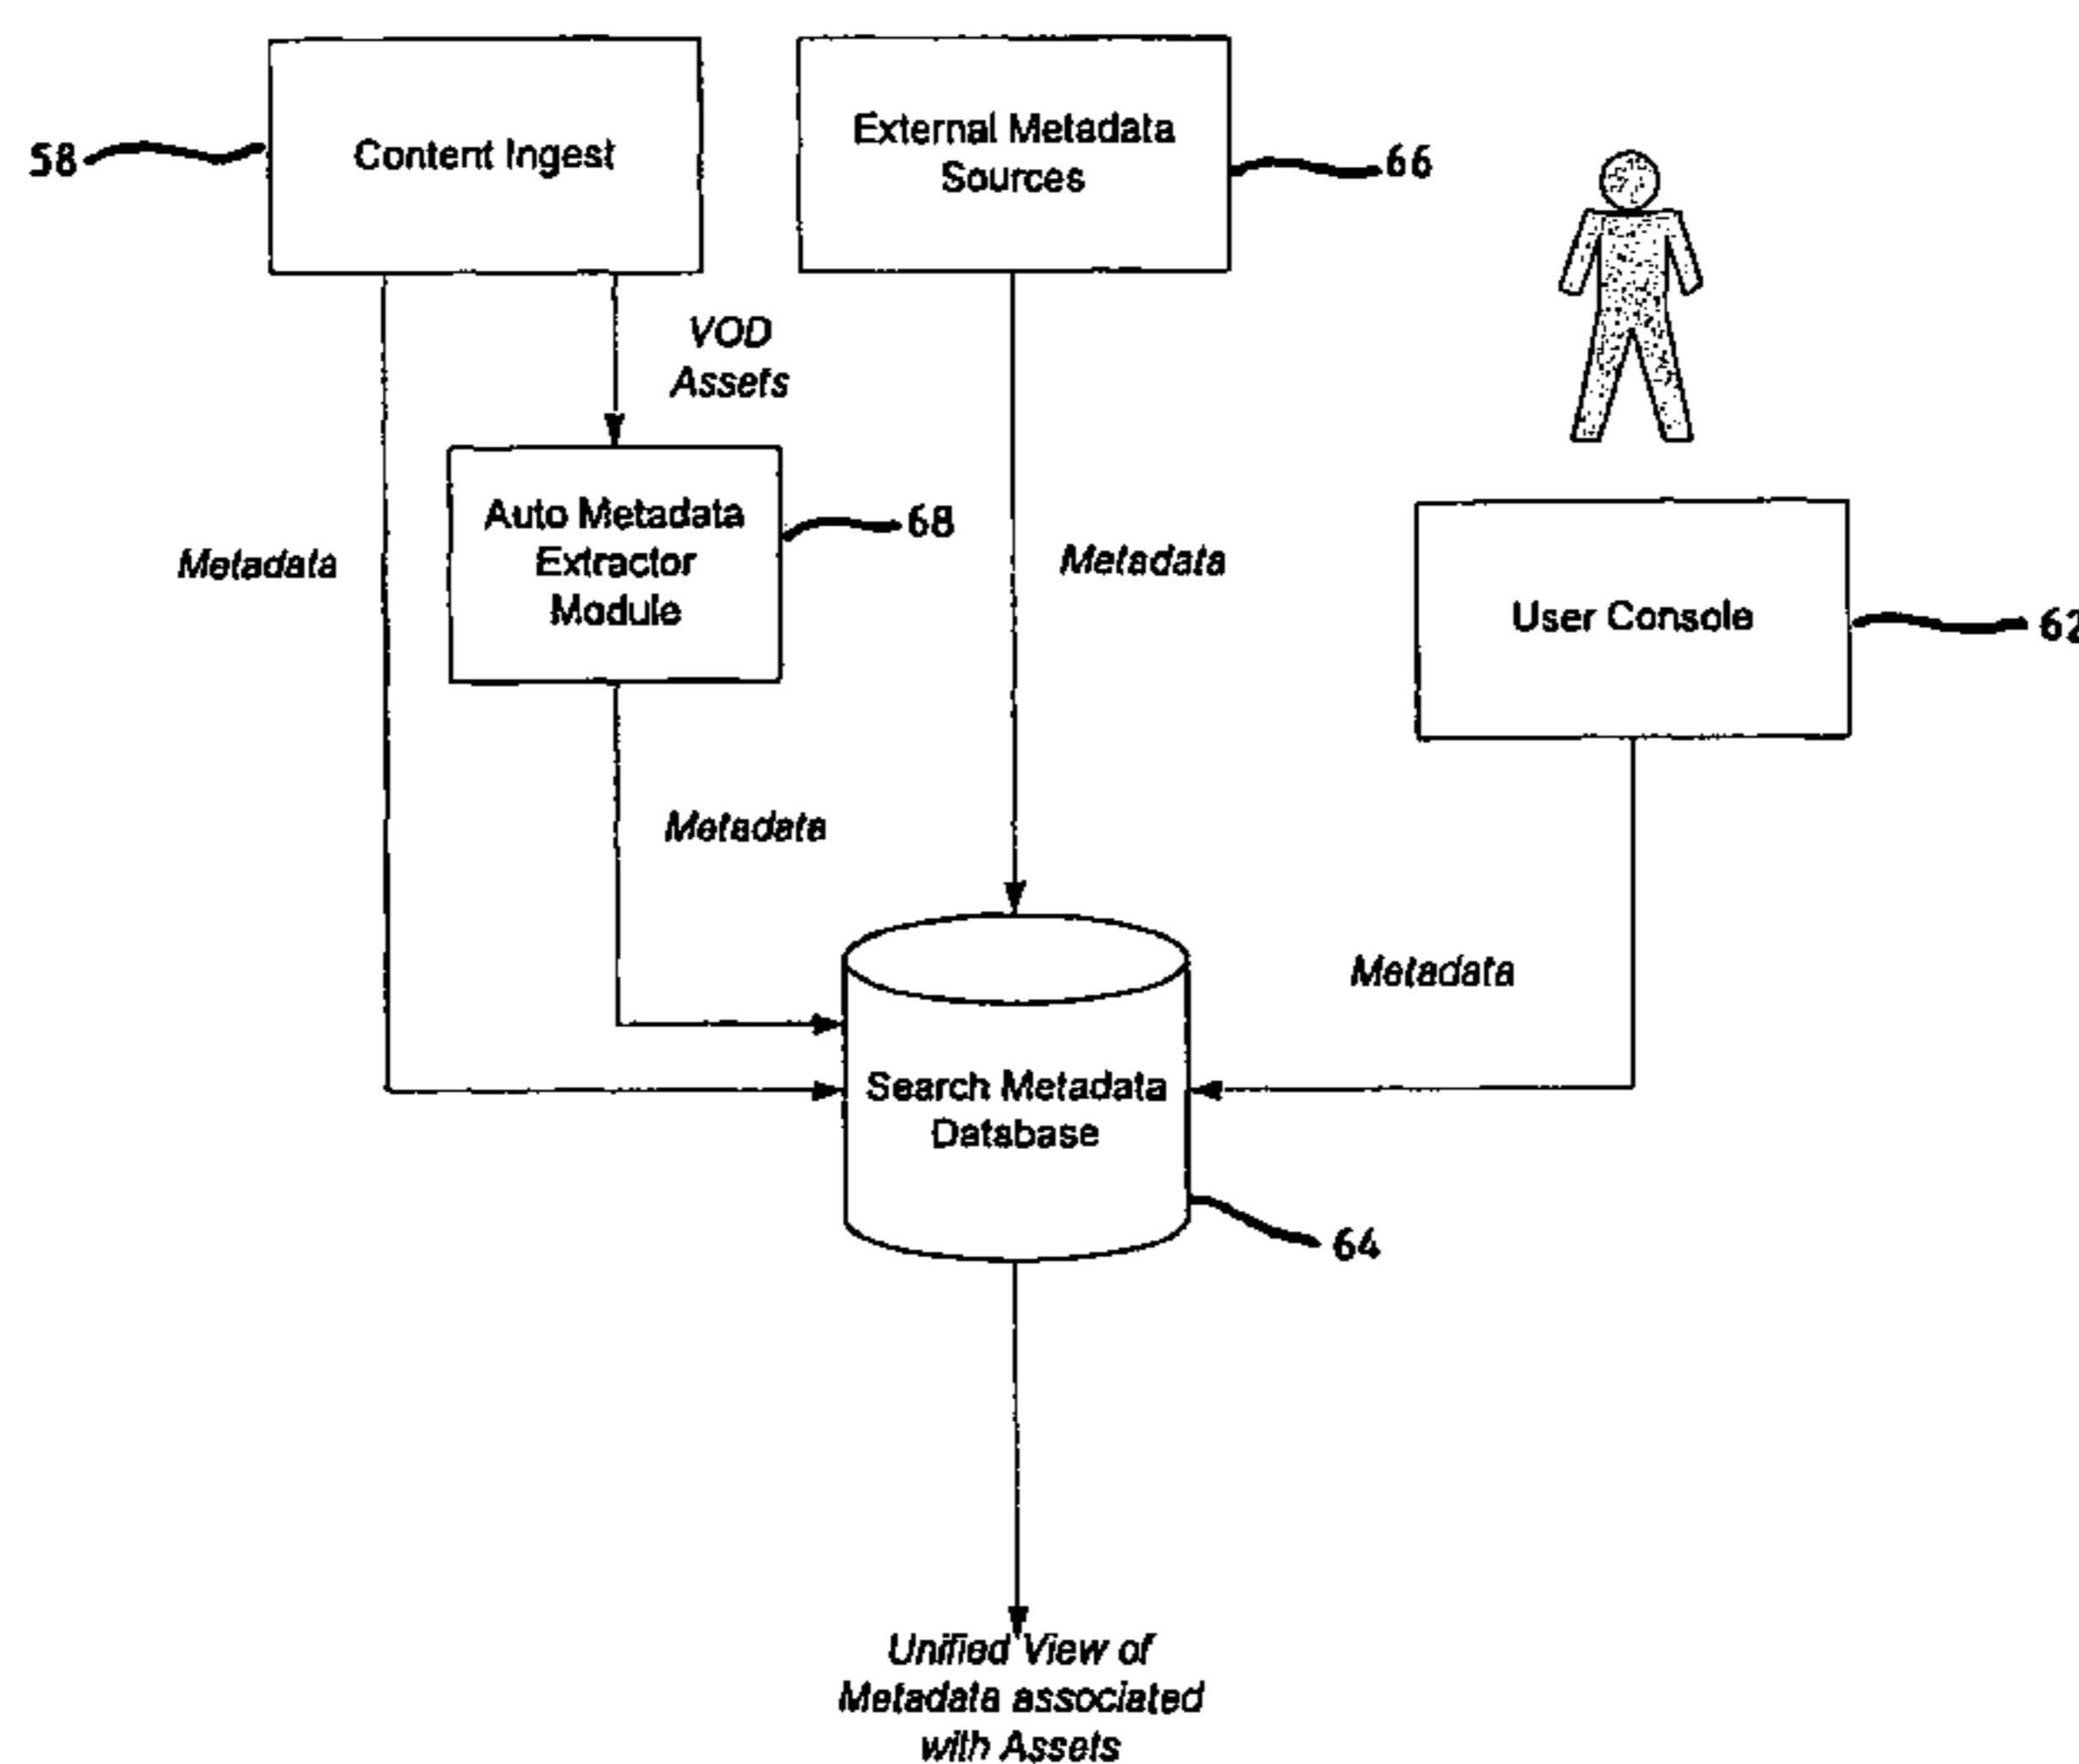 58
Content Ingest
External Metadata
Sources
66
VOD
Assets
Auto Metadata
Extractor
Module
68
Metadata
Metadata
User Console
62
Metadata
Metadata
Search Metadata
Database
64
Unified View of
Metadata associated
with Assets